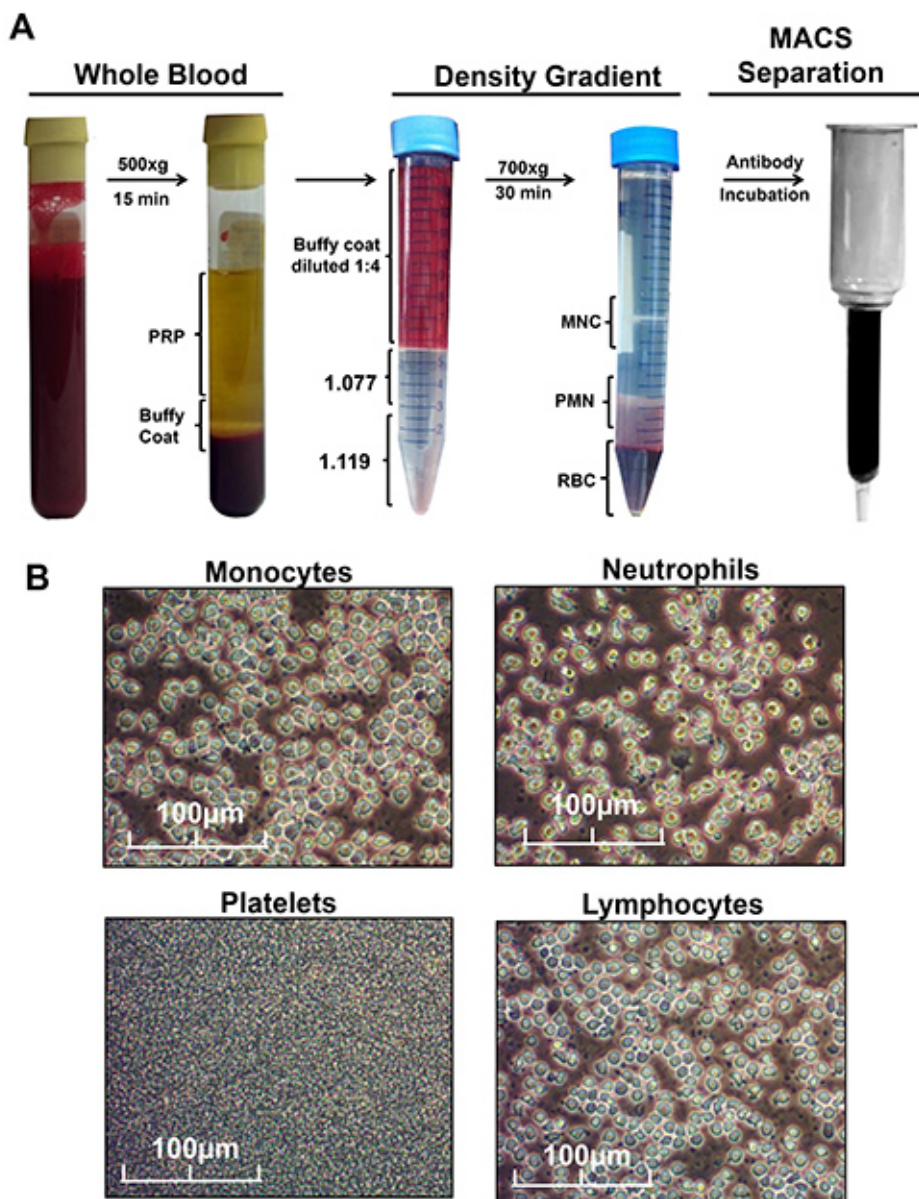 A
Whole Blood
Density Gradient
MACS
Separation
500xg
15 min
700xg
30 min
Antibody
Incubation
PRP
Buffy
Coat
Buffy coat
diluted 1:4
1.077
1.119
MNC
PMN
RBC
B
Monocytes
Neutrophils
100µm
100µm
Platelets
Lymphocytes
100µm
100µm